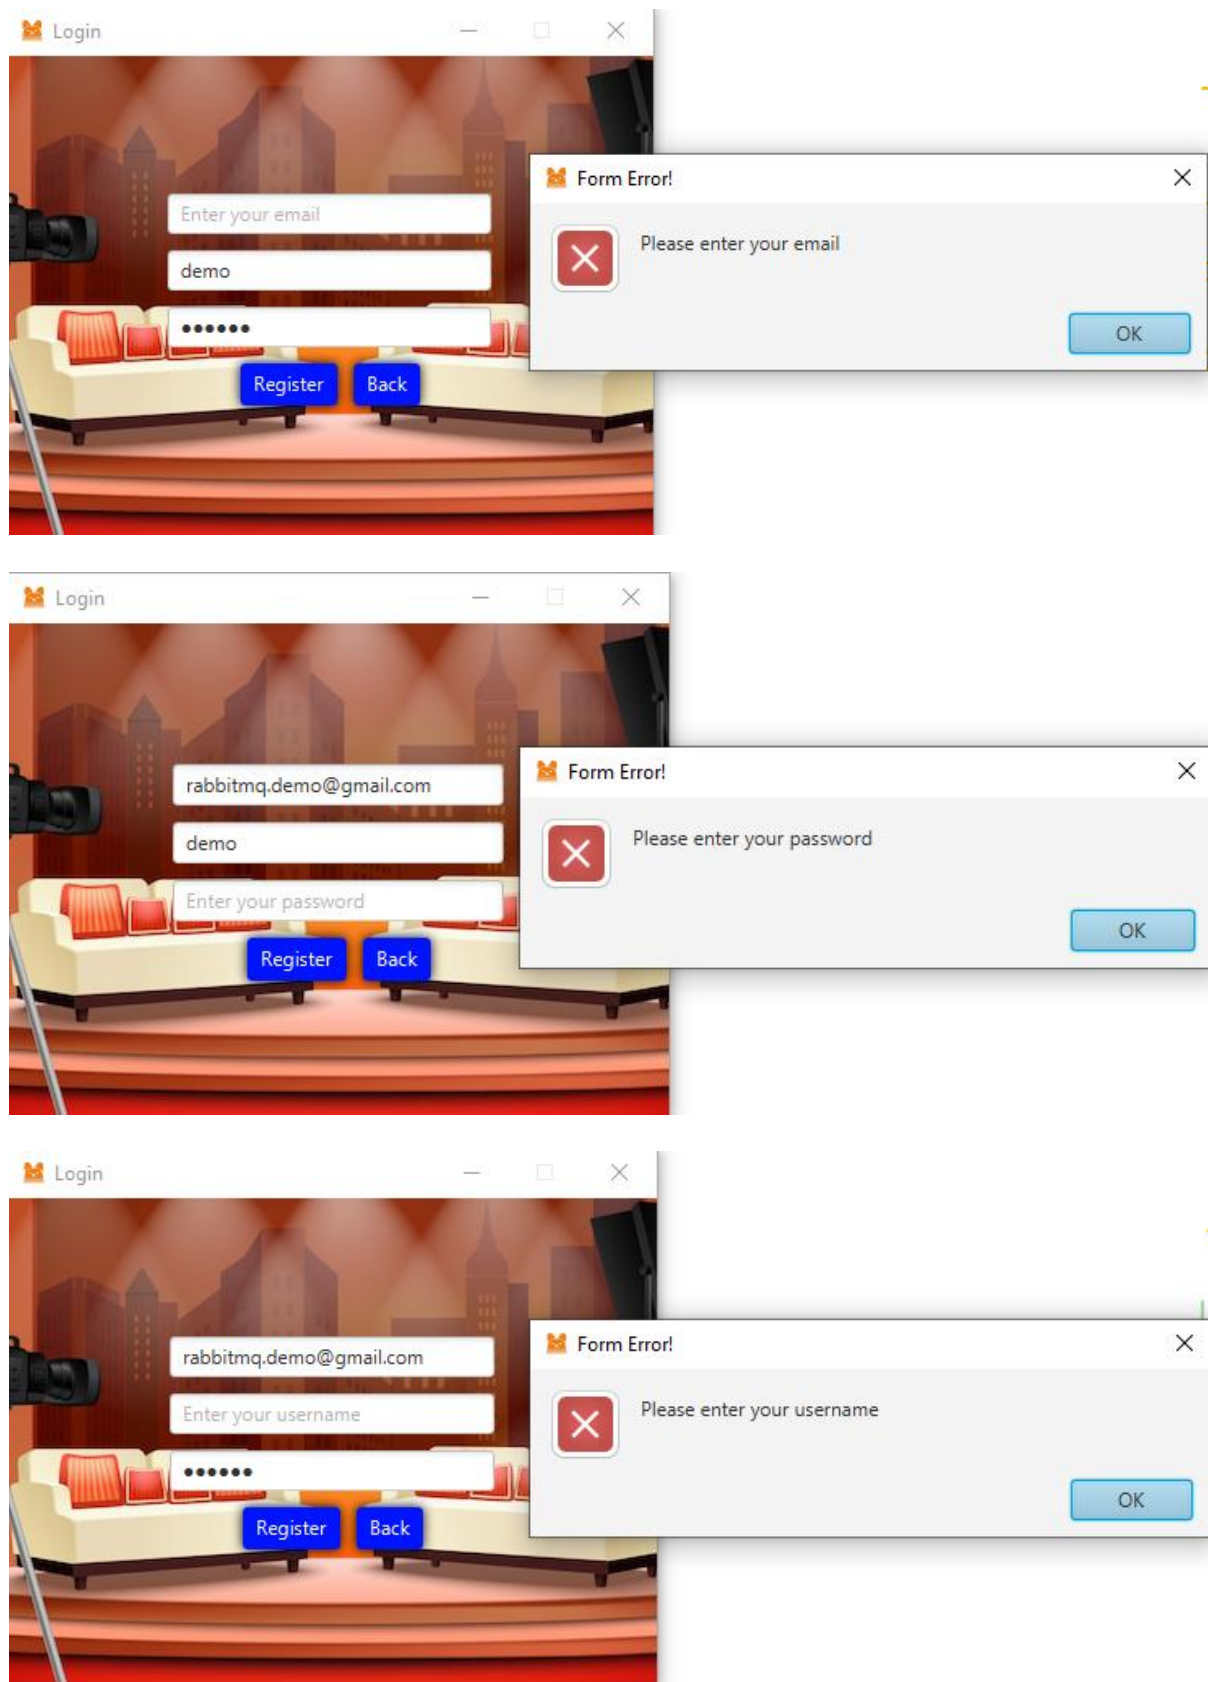 Login
Form Error!
Enter your email
Please enter your email
demo
●●●●●●
OK
Register Back
Login
Form Error!
rabbitmq.demo@gmail.com
Please enter your password
demo
Enter your password
OK
Register Back
Login
Form Error!
rabbitmq.demo@gmail.com
Please enter your username
Enter your username
●●●●●●
OK
Register Back